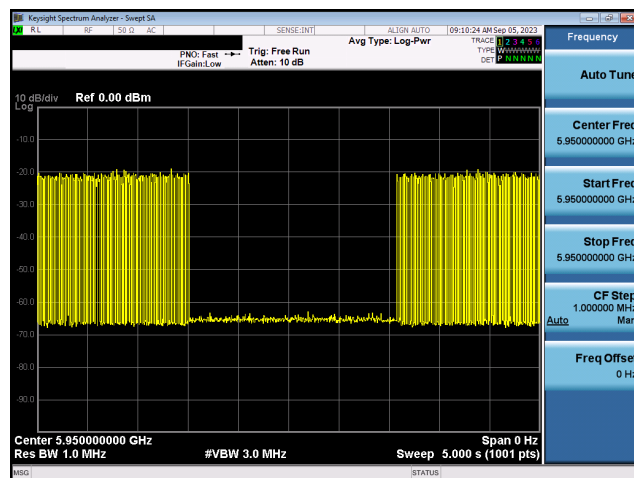 Keysight Spectrum Analyzer - Swept SA
LXI RL RF 50 Ω AC SENSE:INT ALIGN AUTO 09:10:24 AM Sep 05, 2023
Avg Type: Log-Pwr TRACE 1 2 3 4 5 6
PNO: Fast Trig: Free Run TYPE W
IFGain:Low Atten: 10 dB DET P N N N N N
10 dB/div Ref 0.00 dBm
Log
-10.0
-20.0
-30.0
-40.0
-50.0
-60.0
-70.0
-80.0
-90.0
Center 5.950000000 GHz Span 0 Hz
Res BW 1.0 MHz #VBW 3.0 MHz Sweep 5.000 s (1001 pts)
MSG STATUS
Frequency
Auto Tune
Center Freq
5.950000000 GHz
Start Freq
5.950000000 GHz
Stop Freq
5.950000000 GHz
CF Step
1.000000 MHz
Auto Man
Freq Offset
0 Hz